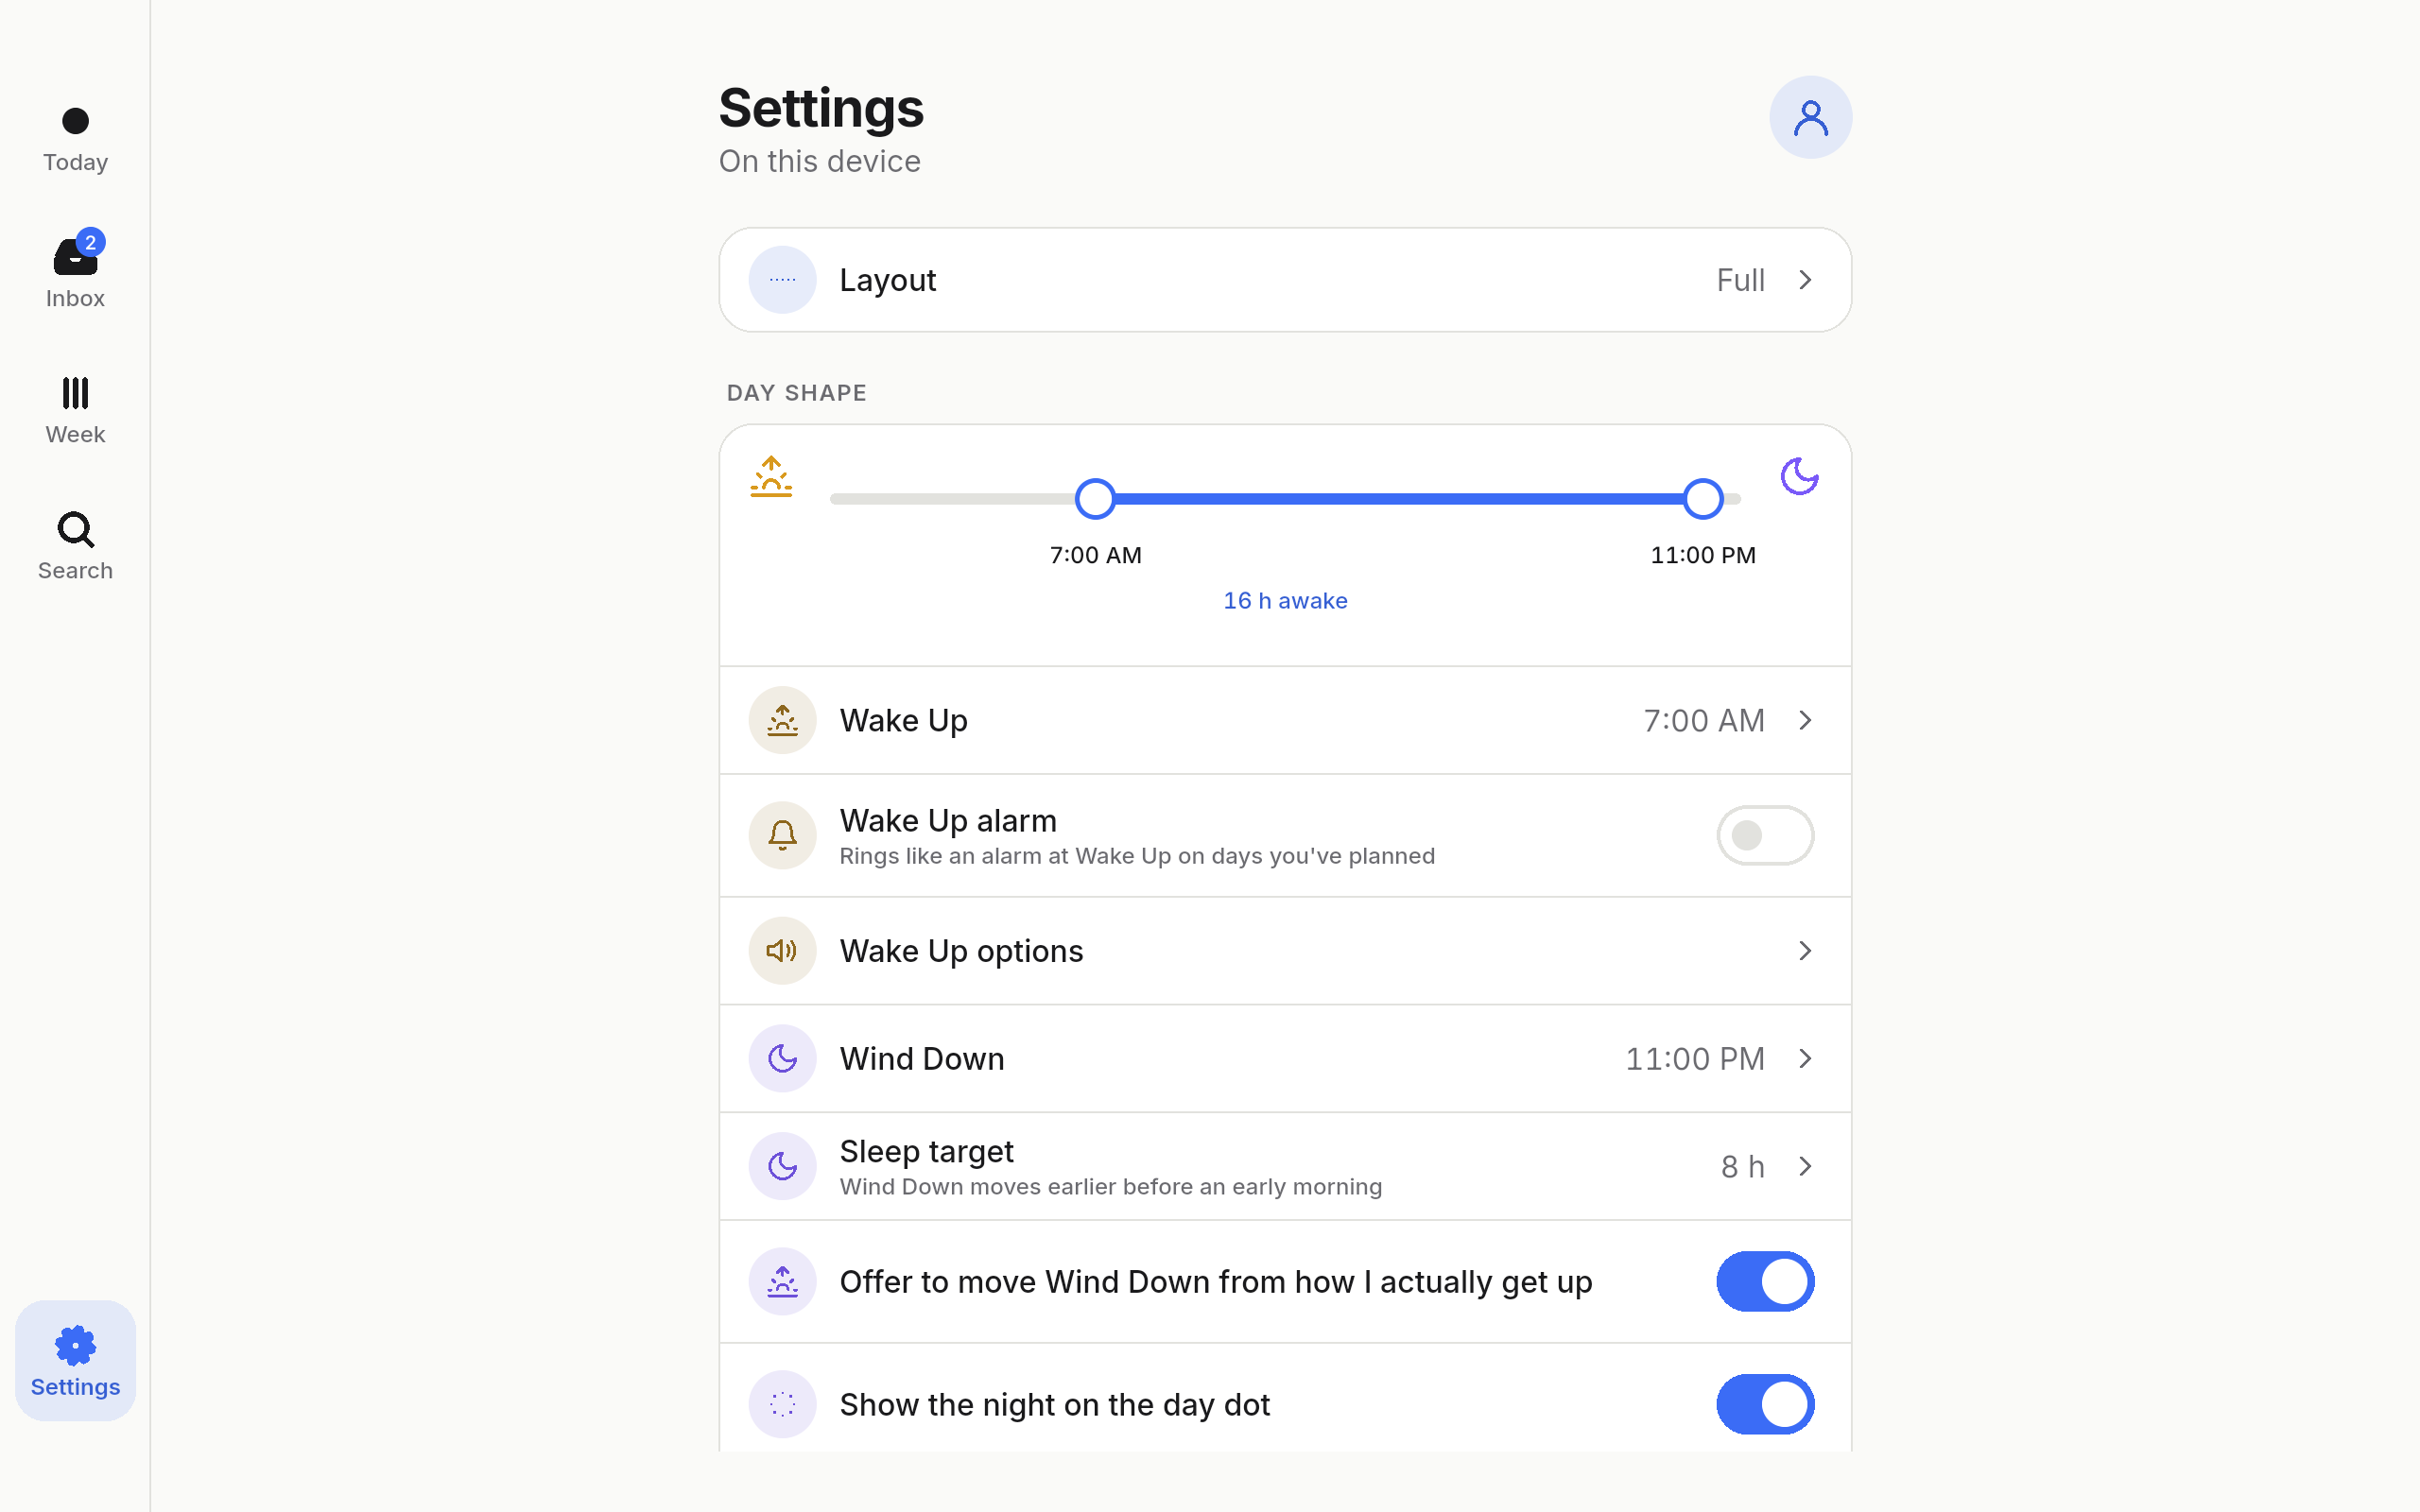 Today
2
Inbox
Week
Search
Settings
Settings
On this device
Layout
Full
DAY SHAPE
7:00 AM
11:00 PM
16 h awake
Wake Up
7:00 AM
Wake Up alarm
Rings like an alarm at Wake Up on days you've planned
Wake Up options
Wind Down
11:00 PM
Sleep target
Wind Down moves earlier before an early morning
8 h
Offer to move Wind Down from how I actually get up
Show the night on the day dot